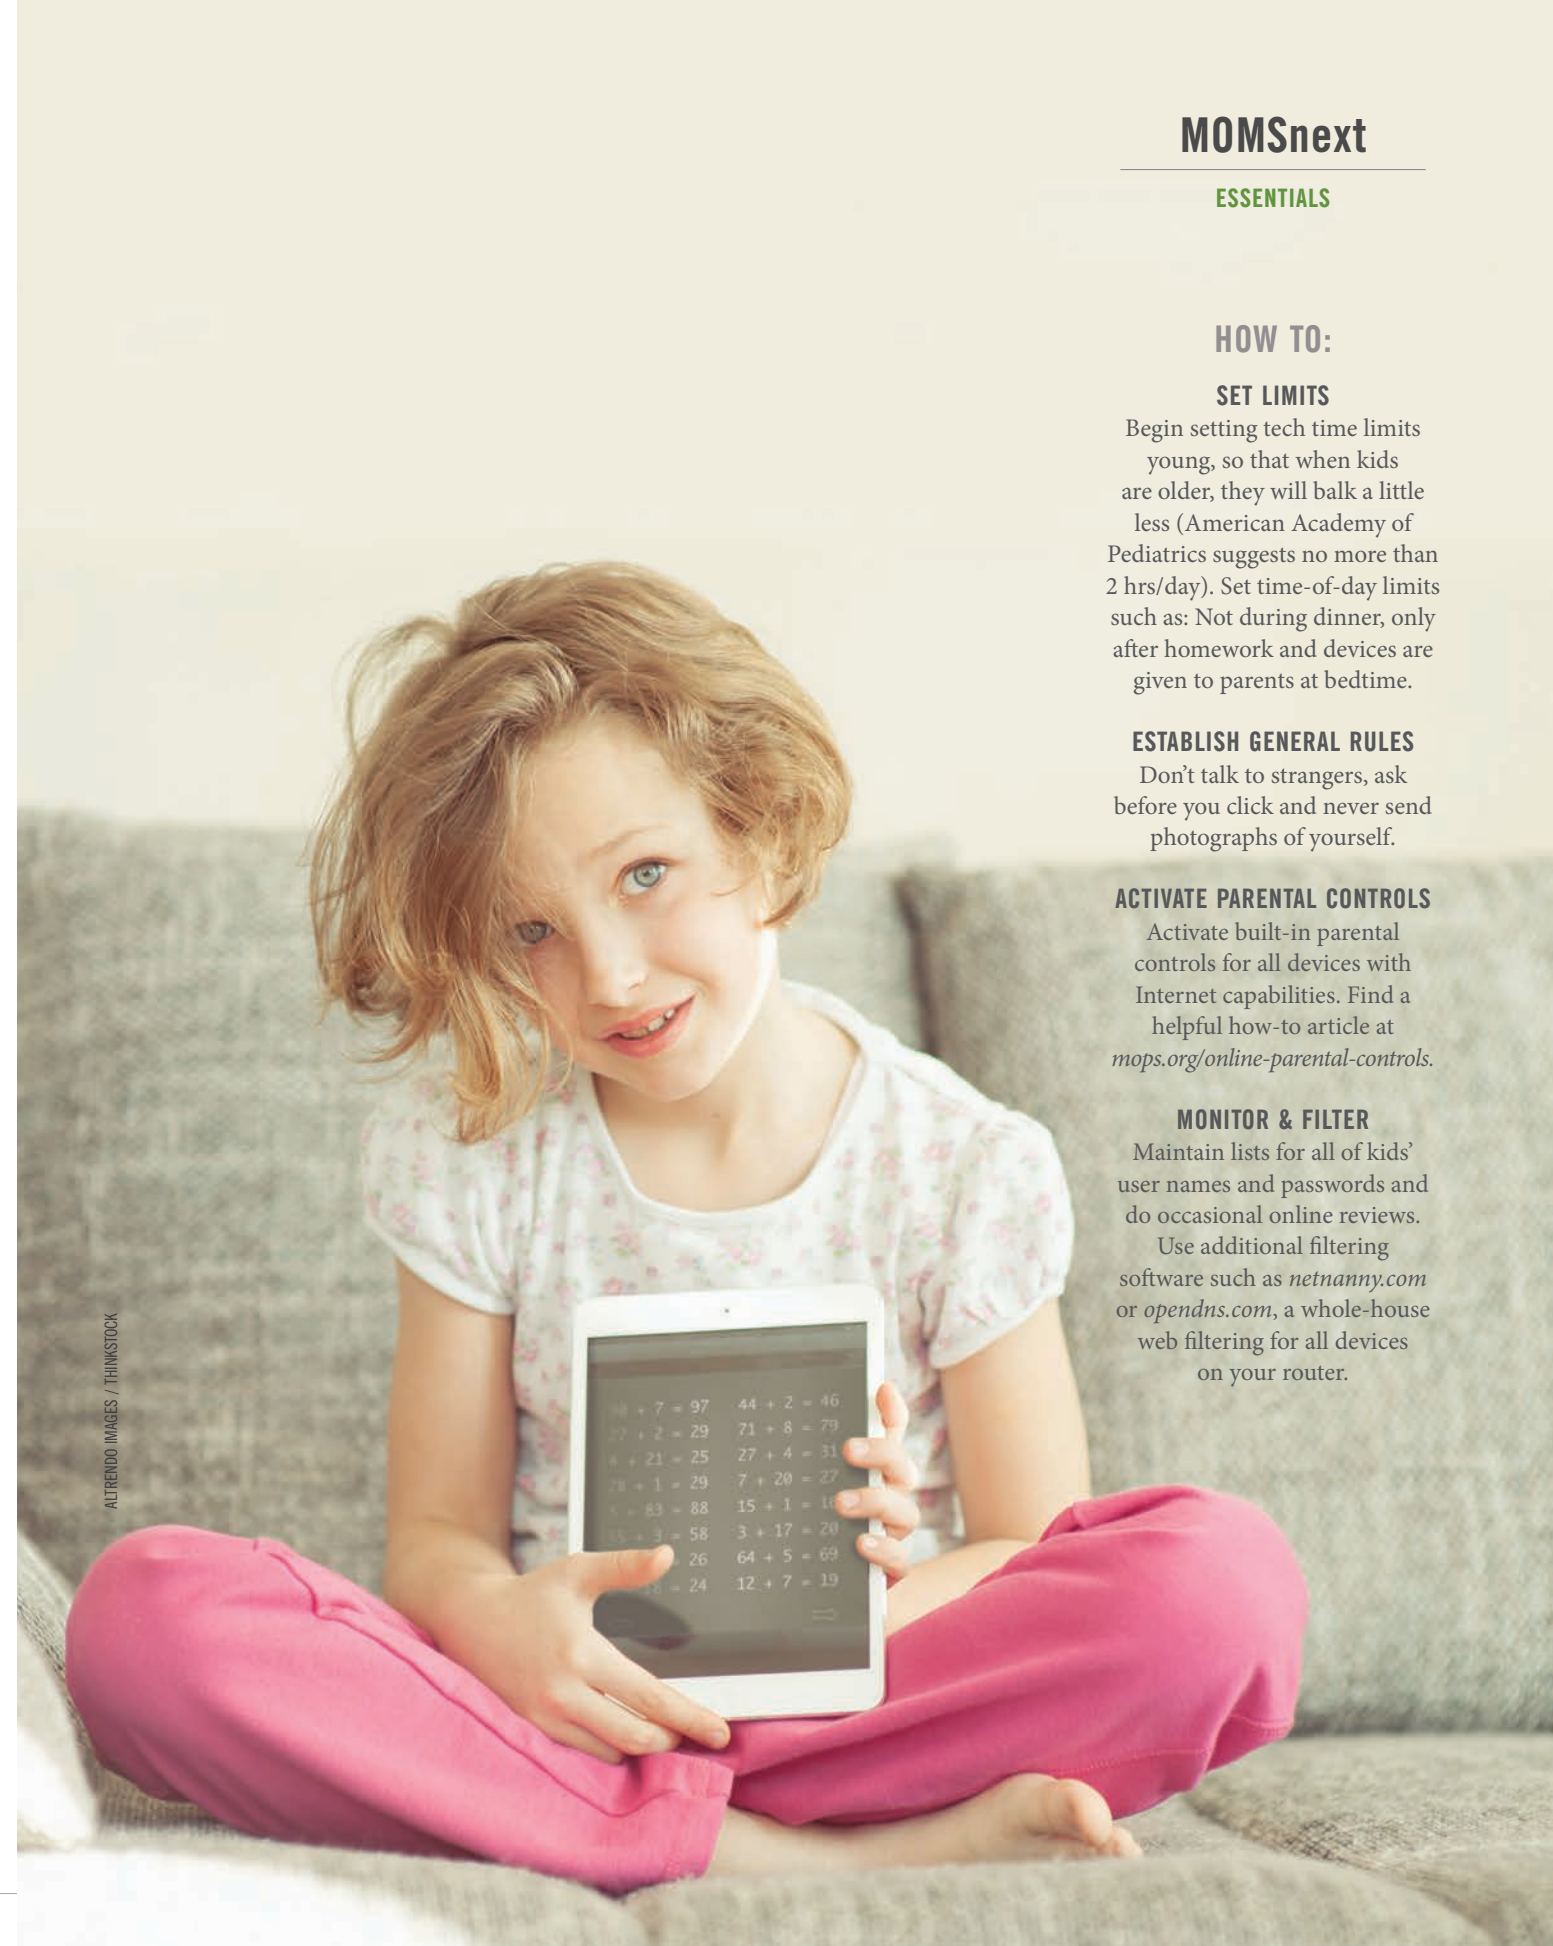 MOMSnext
ESSENTIALS
HOW TO:
SET LIMITS
Begin setting tech time limits
young, so that when kids
are older, they will balk a little
less (American Academy of
Pediatrics suggests no more than
2 hrs/day). Set time-of-day limits
such as: Not during dinner, only
after homework and devices are
given to parents at bedtime.
ESTABLISH GENERAL RULES
Don’t talk to strangers, ask
before you click and never send
photographs of yourself.
ACTIVATE PARENTAL CONTROLS
Activate built-in parental
controls for all devices with
Internet capabilities. Find a
helpful how-to article at
mops.org/online-parental-controls.
MONITOR & FILTER
Maintain lists for all of kids’
user names and passwords and
do occasional online reviews.
Use additional filtering
software such as netnanny.com
or opendns.com, a whole-house
web filtering for all devices
on your router.
+ 7 = 97 44 + 2 = 46
+ 2 = 29 71 + 8 = 79
+ 21 = 25 27 + 4 = 31
+ 1 = 29 7 + 20 = 27
+ 83 = 88 15 + 1 = 16
+ 3 = 58 3 + 17 = 20
26 64 + 5 = 69
= 24 12 + 7 = 19
ALTRENDO IMAGES / THINKSTOCK